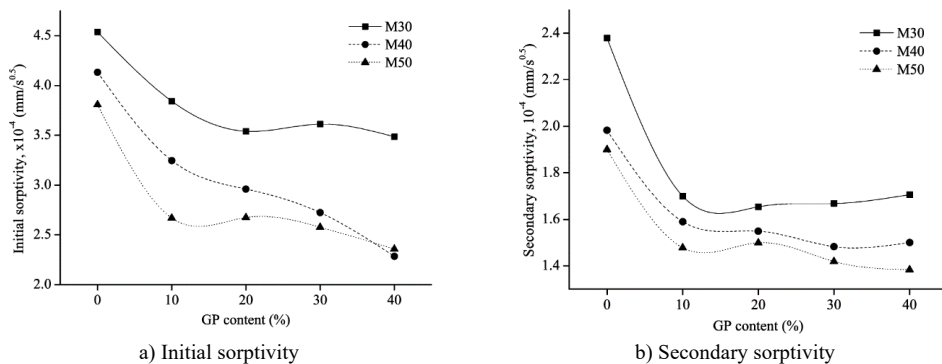 M30
M40
M50
4.5
4.0
3.5
3.0
2.5
2.0
Initial sorptivity, x10⁻⁴ (mm/s⁰·⁵)
0 10 20 30 40
GP content (%)
a) Initial sorptivity
M30
M40
M50
2.4
2.2
2.0
1.8
1.6
1.4
Secondary sorptivity, 10⁻⁴ (mm/s⁰·⁵)
0 10 20 30 40
GP content (%)
b) Secondary sorptivity